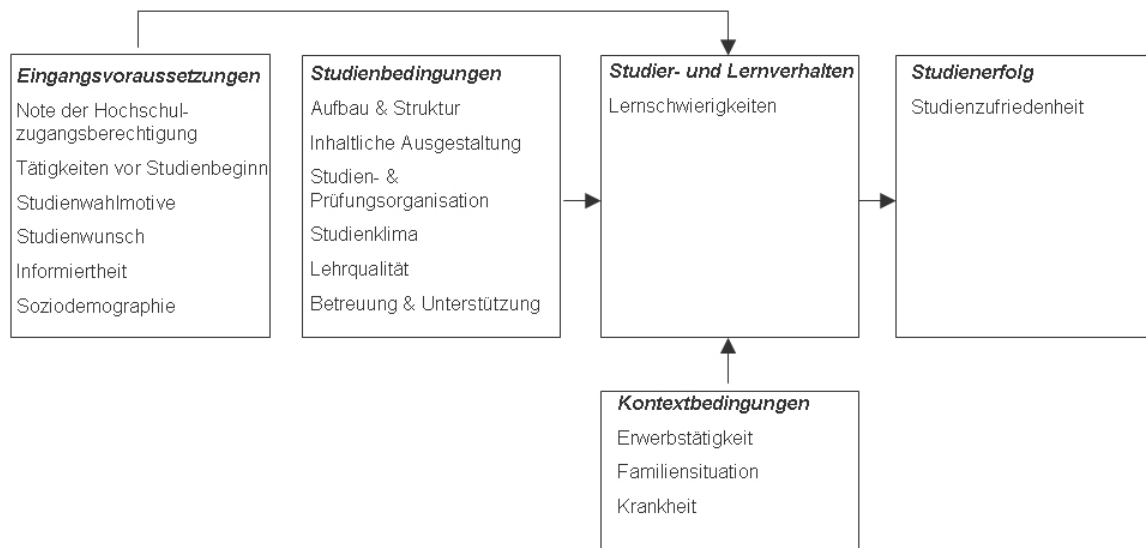 Eingangsvoraussetzungen
Note der Hochschul-
zugangsberechtigung
Tätigkeiten vor Studienbeginn
Studienwahlmotive
Studienwunsch
Informiertheit
Soziodemographie
Studienbedingungen
Aufbau & Struktur
Inhaltliche Ausgestaltung
Studien- &
Prüfungsorganisation
Studienklima
Lehrqualität
Betreuung & Unterstützung
Studier- und Lernverhalten
Lernschwierigkeiten
Studienerfolg
Studienzufriedenheit
Kontextbedingungen
Erwerbstätigkeit
Familiensituation
Krankheit